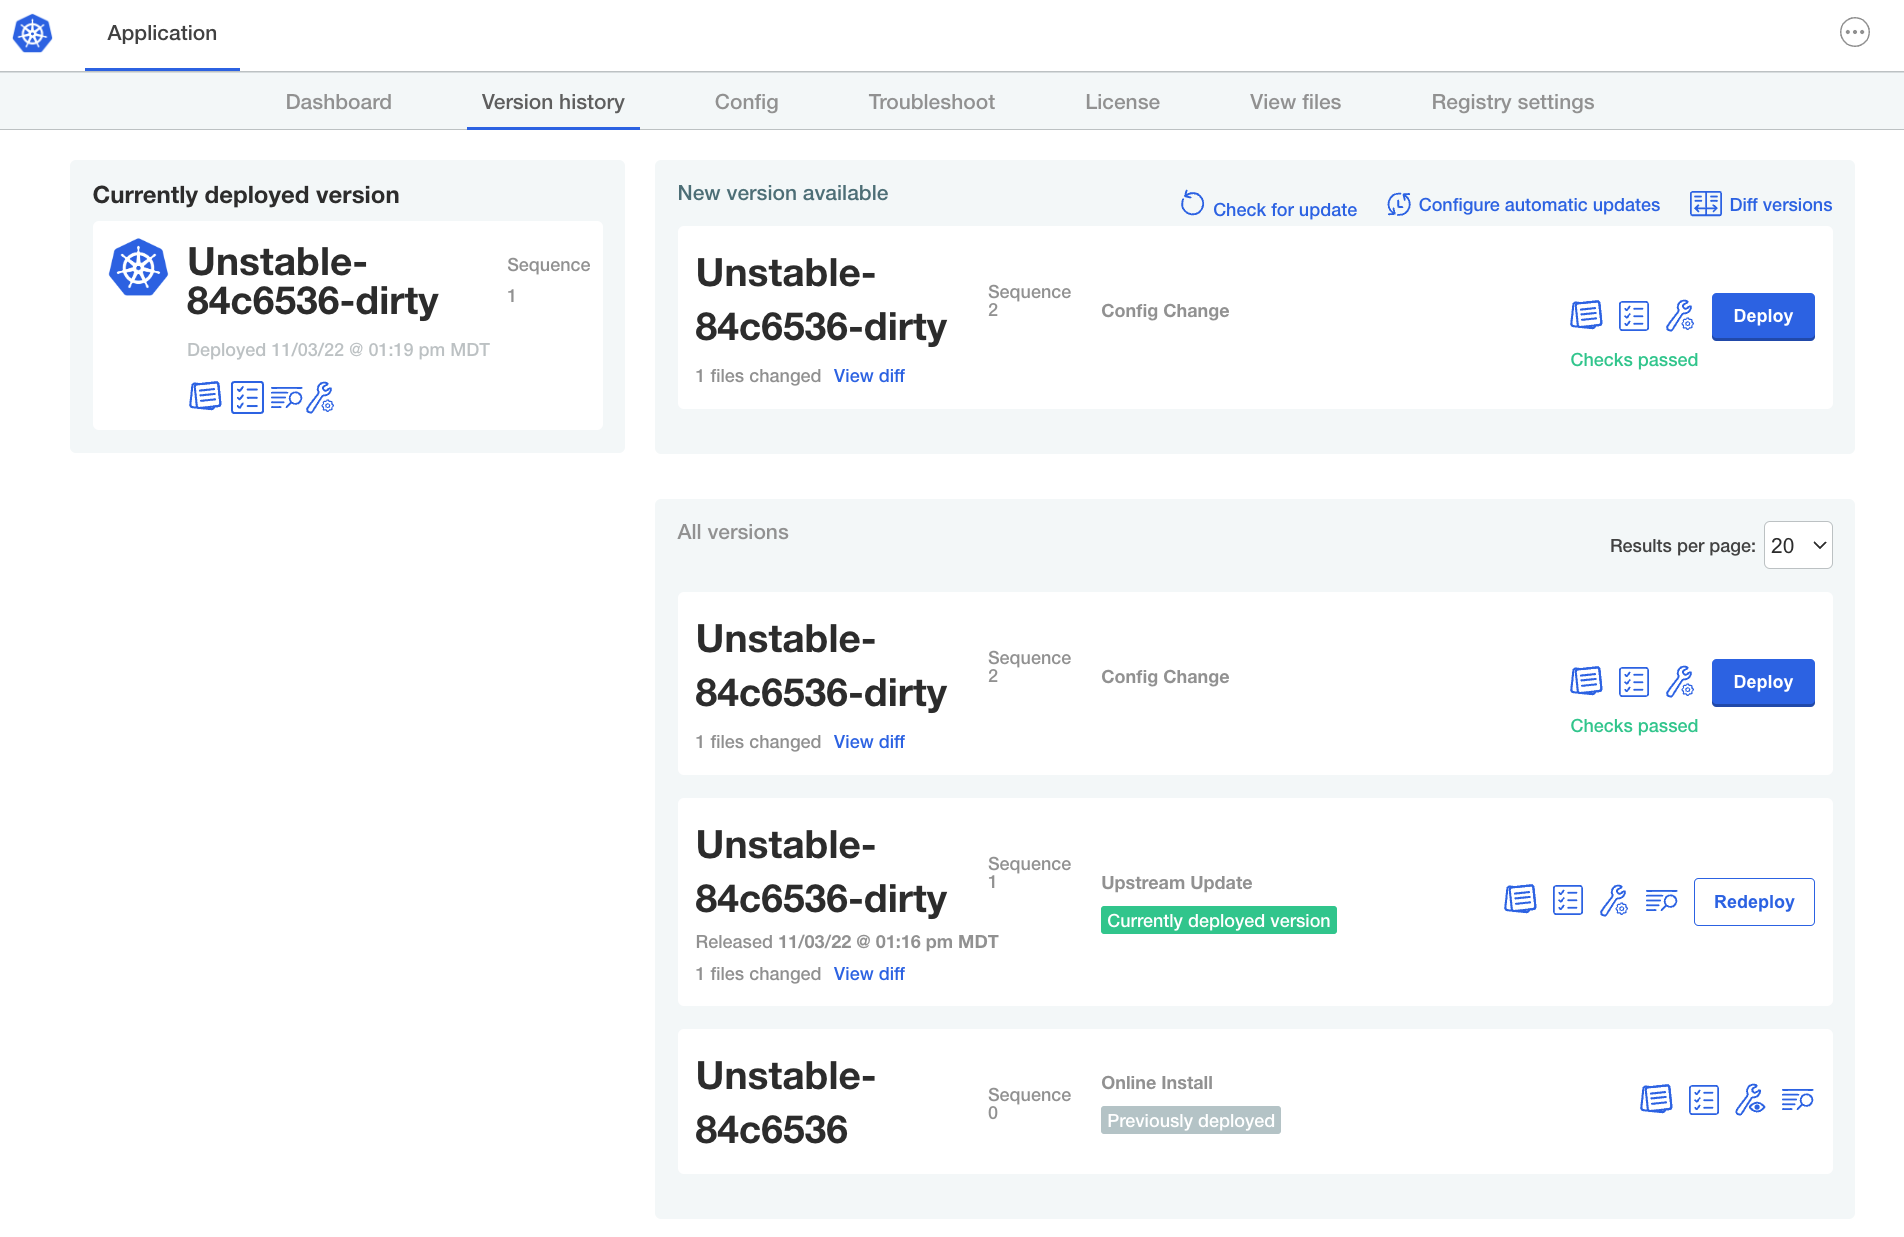 Application
Dashboard
Version history
Config
Troubleshoot
License
View files
Registry settings
Currently deployed version
Unstable-
84c6536-dirty
Sequence
1
Deployed 11/03/22 @ 01:19 pm MDT
New version available
Check for update
Configure automatic updates
Diff versions
Unstable-
84c6536-dirty
Sequence
2
Config Change
1 files changed View diff
Deploy
Checks passed
All versions
Results per page: 20
Unstable-
84c6536-dirty
Sequence
2
Config Change
1 files changed View diff
Deploy
Checks passed
Unstable-
84c6536-dirty
Sequence
1
Upstream Update
Currently deployed version
Released 11/03/22 @ 01:16 pm MDT
1 files changed View diff
Redeploy
Unstable-
84c6536
Sequence
0
Online Install
Previously deployed